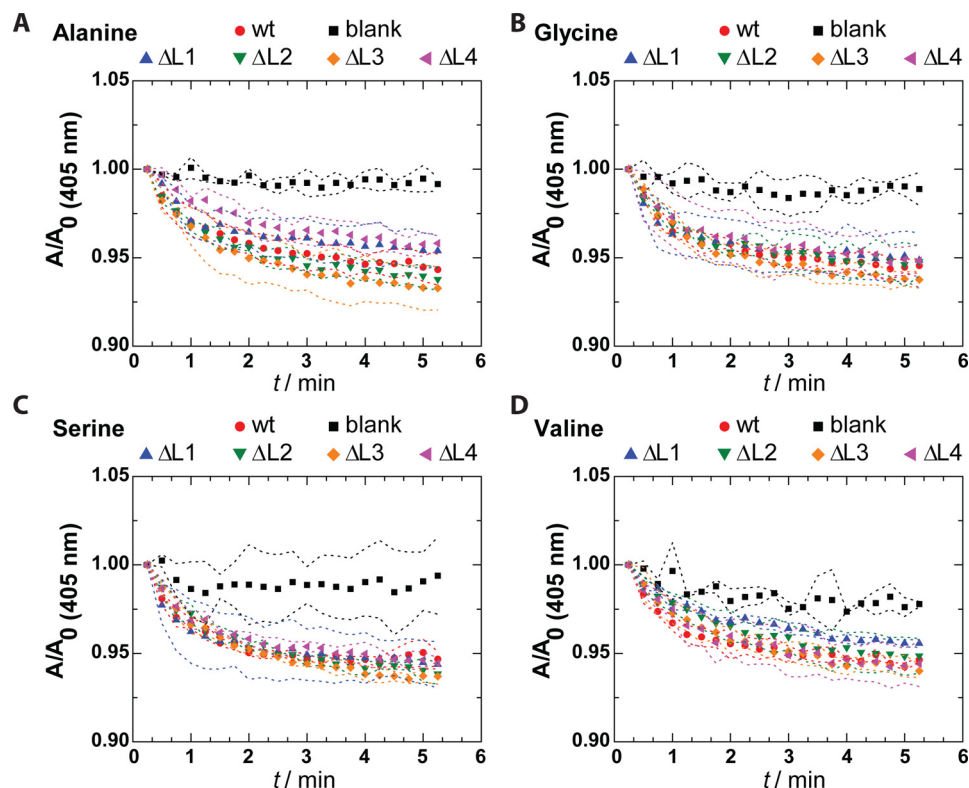 A Alanine wt blank
ΔL1 ΔL2 ΔL3 ΔL4
1.05
1.00
0.95
0.90
A/A0 (405 nm)
0 1 2 3 4 5 6
t / min
B Glycine wt blank
ΔL1 ΔL2 ΔL3 ΔL4
1.05
1.00
0.95
0.90
A/A0 (405 nm)
0 1 2 3 4 5 6
t / min
C Serine wt blank
ΔL1 ΔL2 ΔL3 ΔL4
1.05
1.00
0.95
0.90
A/A0 (405 nm)
0 1 2 3 4 5 6
t / min
D Valine wt blank
ΔL1 ΔL2 ΔL3 ΔL4
1.05
1.00
0.95
0.90
A/A0 (405 nm)
0 1 2 3 4 5 6
t / min